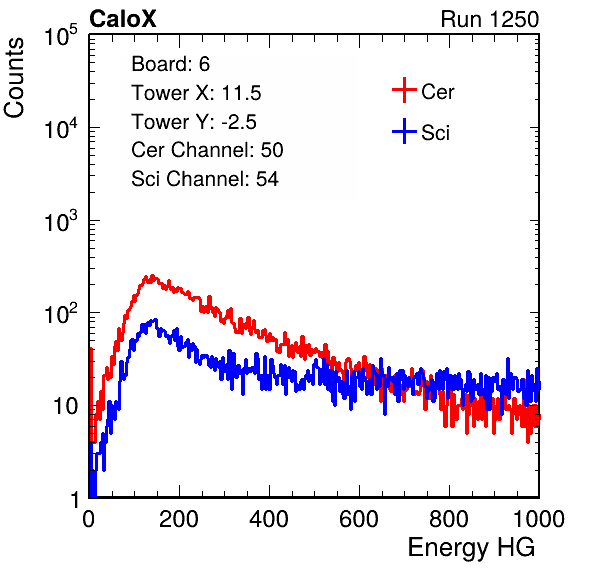 CaloX Run 1250
Counts
10^5
10^4
10^3
10^2
10
1
Board: 6
Tower X: 11.5
Tower Y: -2.5
Cer Channel: 50
Sci Channel: 54
Cer
Sci
0 200 400 600 800 1000
Energy HG